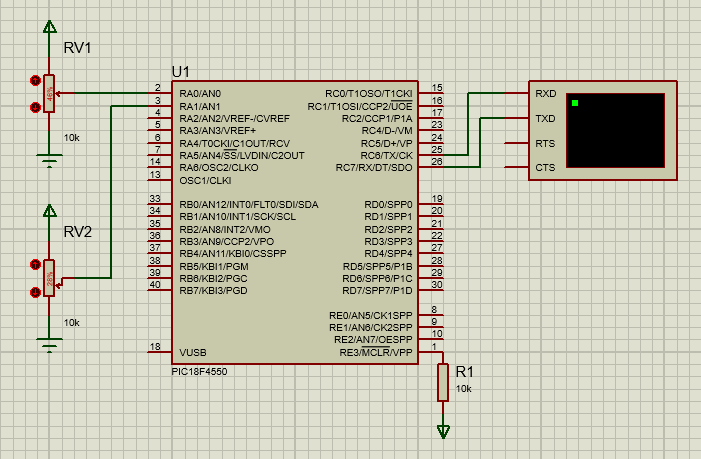 RV1
46%
10k
RV2
28%
10k
U1
2 RA0/AN0
3 RA1/AN1
4 RA2/AN2/VREF-/CVREF
5 RA3/AN3/VREF+
6 RA4/T0CKI/C1OUT/RCV
7 RA5/AN4/SS/LVDIN/C2OUT
14 RA6/OSC2/CLKO
13 OSC1/CLKI
33 RB0/AN12/INT0/FLT0/SDI/SDA
34 RB1/AN10/INT1/SCK/SCL
35 RB2/AN8/INT2/VMO
36 RB3/AN9/CCP2/VPO
37 RB4/AN11/KBI0/CSSPP
38 RB5/KBI1/PGM
39 RB6/KBI2/PGC
40 RB7/KBI3/PGD
18 VUSB
RC0/T1OSO/T1CKI 15
RC1/T1OSI/CCP2/UOE 16
RC2/CCP1/P1A 17
RC4/D-/VM 23
RC5/D+/VP 24
RC6/TX/CK 25
RC7/RX/DT/SDO 26
RD0/SPP0 19
RD1/SPP1 20
RD2/SPP2 21
RD3/SPP3 22
RD4/SPP4 27
RD5/SPP5/P1B 28
RD6/SPP6/P1C 29
RD7/SPP7/P1D 30
RE0/AN5/CK1SPP 8
RE1/AN6/CK2SPP 9
RE2/AN7/OESPP 10
RE3/MCLR/VPP 1
PIC18F4550
R1
10k
RXD
TXD
RTS
CTS